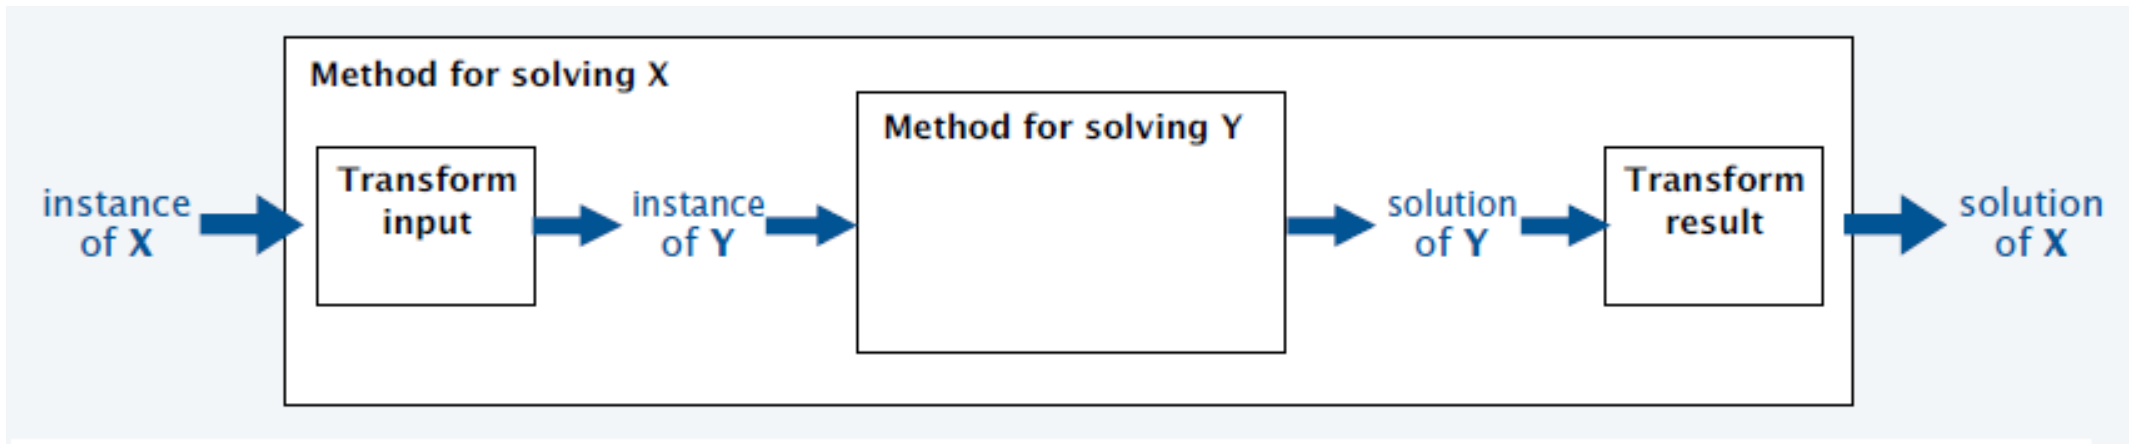 Method for solving X
Method for solving Y
instance
of X
Transform
input
instance
of Y
solution
of Y
Transform
result
solution
of X